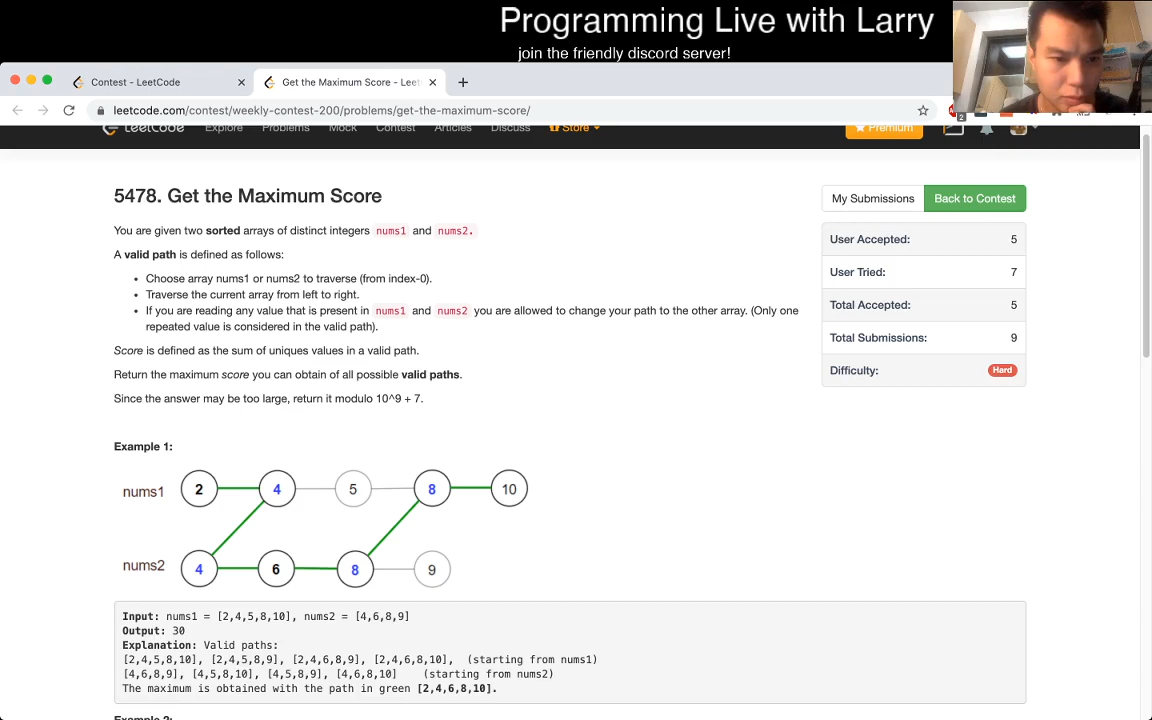 Programming Live with Larry
join the friendly discord server!
Contest - LeetCode
Get the Maximum Score - Leet
leetcode.com/contest/weekly-contest-200/problems/get-the-maximum-score/
2
LeetCode Explore Problems Mock Contest Articles Discuss Store Premium
5478. Get the Maximum Score
My Submissions Back to Contest
You are given two sorted arrays of distinct integers nums1 and nums2.
A valid path is defined as follows:
• Choose array nums1 or nums2 to traverse (from index-0).
• Traverse the current array from left to right.
• If you are reading any value that is present in nums1 and nums2 you are allowed to change your path to the other array. (Only one
repeated value is considered in the valid path).
Score is defined as the sum of uniques values in a valid path.
Return the maximum score you can obtain of all possible valid paths.
Since the answer may be too large, return it modulo 10^9 + 7.
User Accepted: 5
User Tried: 7
Total Accepted: 5
Total Submissions: 9
Difficulty: Hard
Example 1:
nums1 2 4 5 8 10
nums2 4 6 8 9
Input: nums1 = [2,4,5,8,10], nums2 = [4,6,8,9]
Output: 30
Explanation: Valid paths:
[2,4,5,8,10], [2,4,5,8,9], [2,4,6,8,9], [2,4,6,8,10], (starting from nums1)
[4,6,8,9], [4,5,8,10], [4,5,8,9], [4,6,8,10] (starting from nums2)
The maximum is obtained with the path in green [2,4,6,8,10].
Example 2: